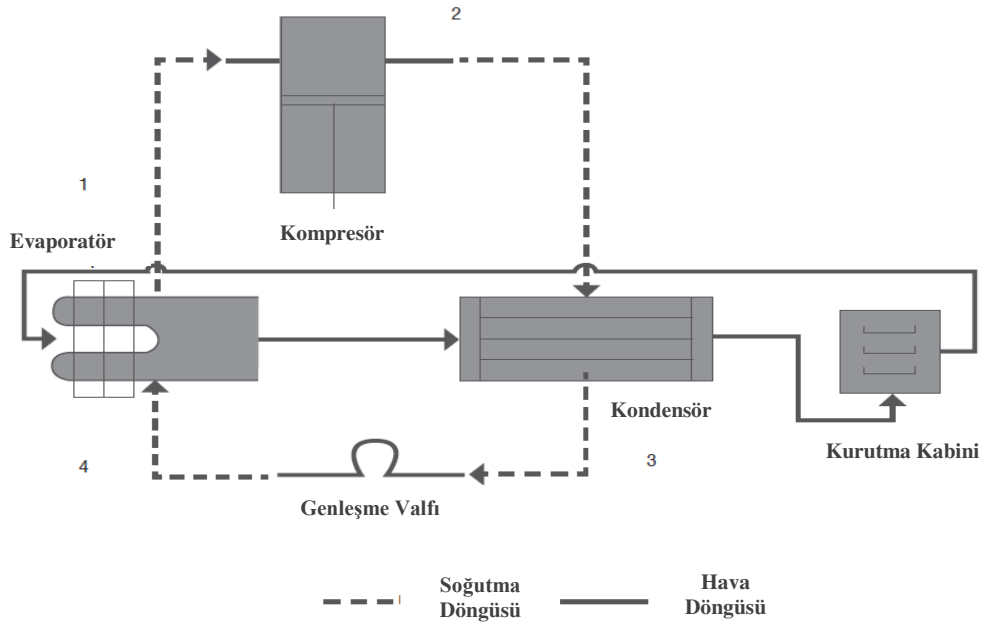 2
1
Kompresör
Evaporatör
Kondensör
Kurutma Kabini
3
4
Genleşme Valfı
Soğutma
Döngüsü
Hava
Döngüsü